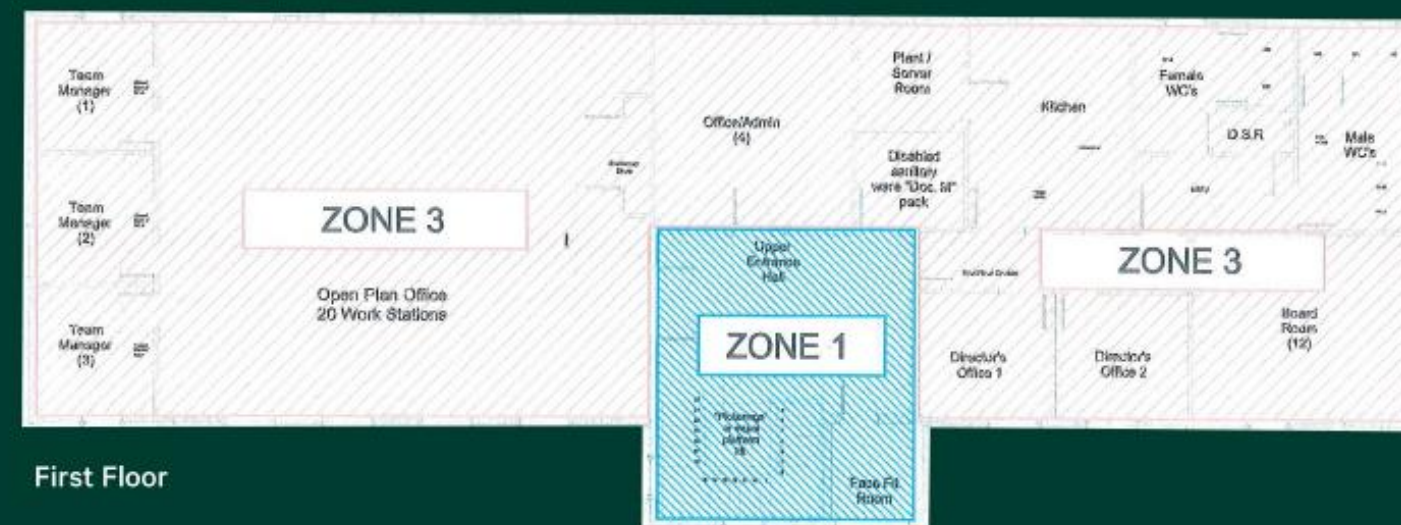 Team
Manager
(1)
Team
Manager
(2)
Team
Manager
(3)
ZONE 3
Open Plan Office
20 Work Stations
Office/Admin
(4)
Plant /
Server
Room
Disabled
sanitary
ware "Doc. M"
pack
Kitchen
Female
WC's
D.S.R
Male
WC's
Upper
Entrance
Hall
ZONE 1
platform
lift
Face Fit
Room
ZONE 3
Director's
Office 1
Director's
Office 2
Board
Room
(12)
First Floor